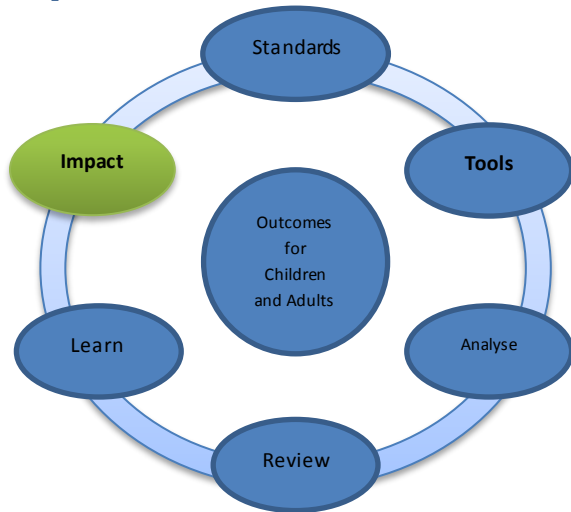 Standards
Impact
Tools
Outcomes
for
Children
and Adults
Learn
Analyse
Review